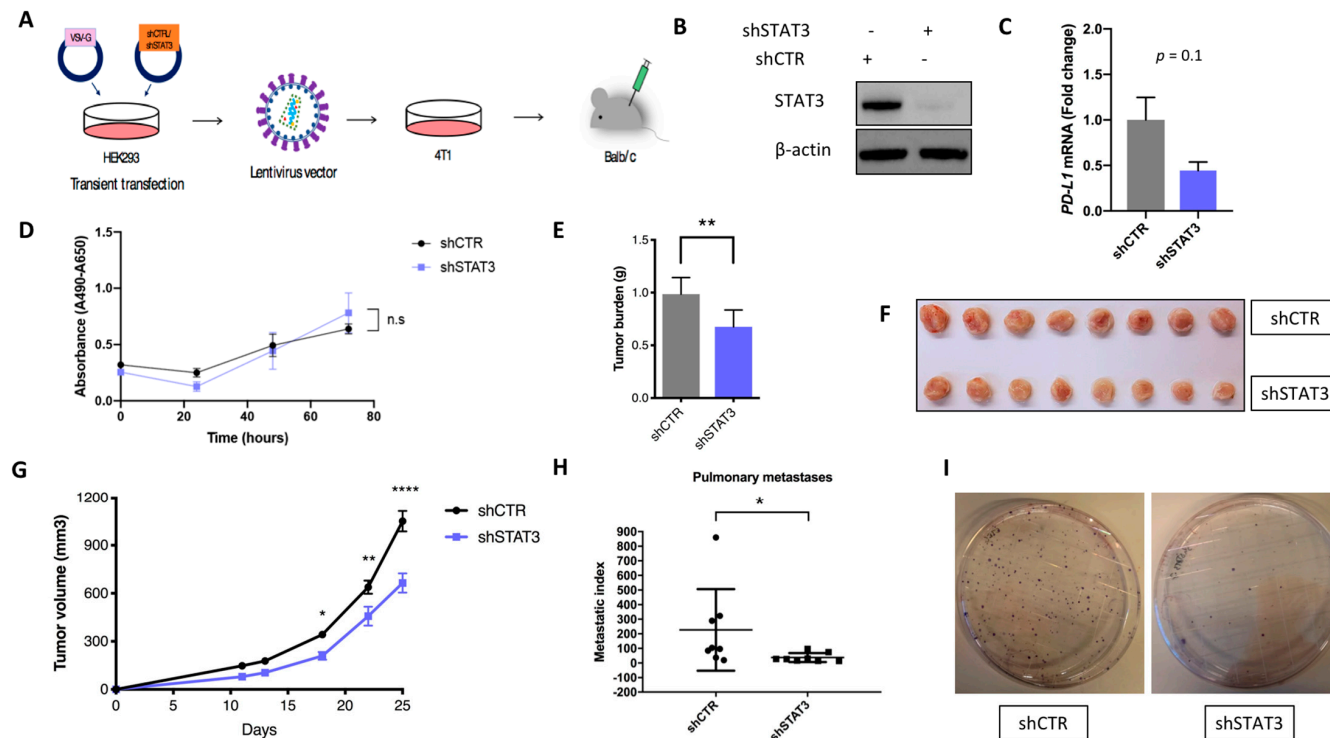 A
VSV-G
shCTRL/
shSTAT3
HEK293
Transient transfection
Lentivirus vector
4T1
Balb/c
B
shSTAT3 - +
shCTR + -
STAT3
β-actin
C
PD-L1 mRNA (Fold change)
2.0
1.5
1.0
0.5
0.0
p = 0.1
shCTR
shSTAT3
D
Absorbance (A490-A650)
1.5
1.0
0.5
0.0
0 20 40 60 80
Time (hours)
shCTR
shSTAT3
n.s
E
Tumor burden (g)
1.5
1.0
0.5
0.0
**
shCTR
shSTAT3
F
shCTR
shSTAT3
G
Tumor volume (mm3)
1200
900
600
300
0
0 5 10 15 20 25
Days
*
**
****
shCTR
shSTAT3
H
Pulmonary metastases
*
Metastatic index
900
800
700
600
500
400
300
200
100
0
-100
-200
shCTR
shSTAT3
I
shCTR
shSTAT3